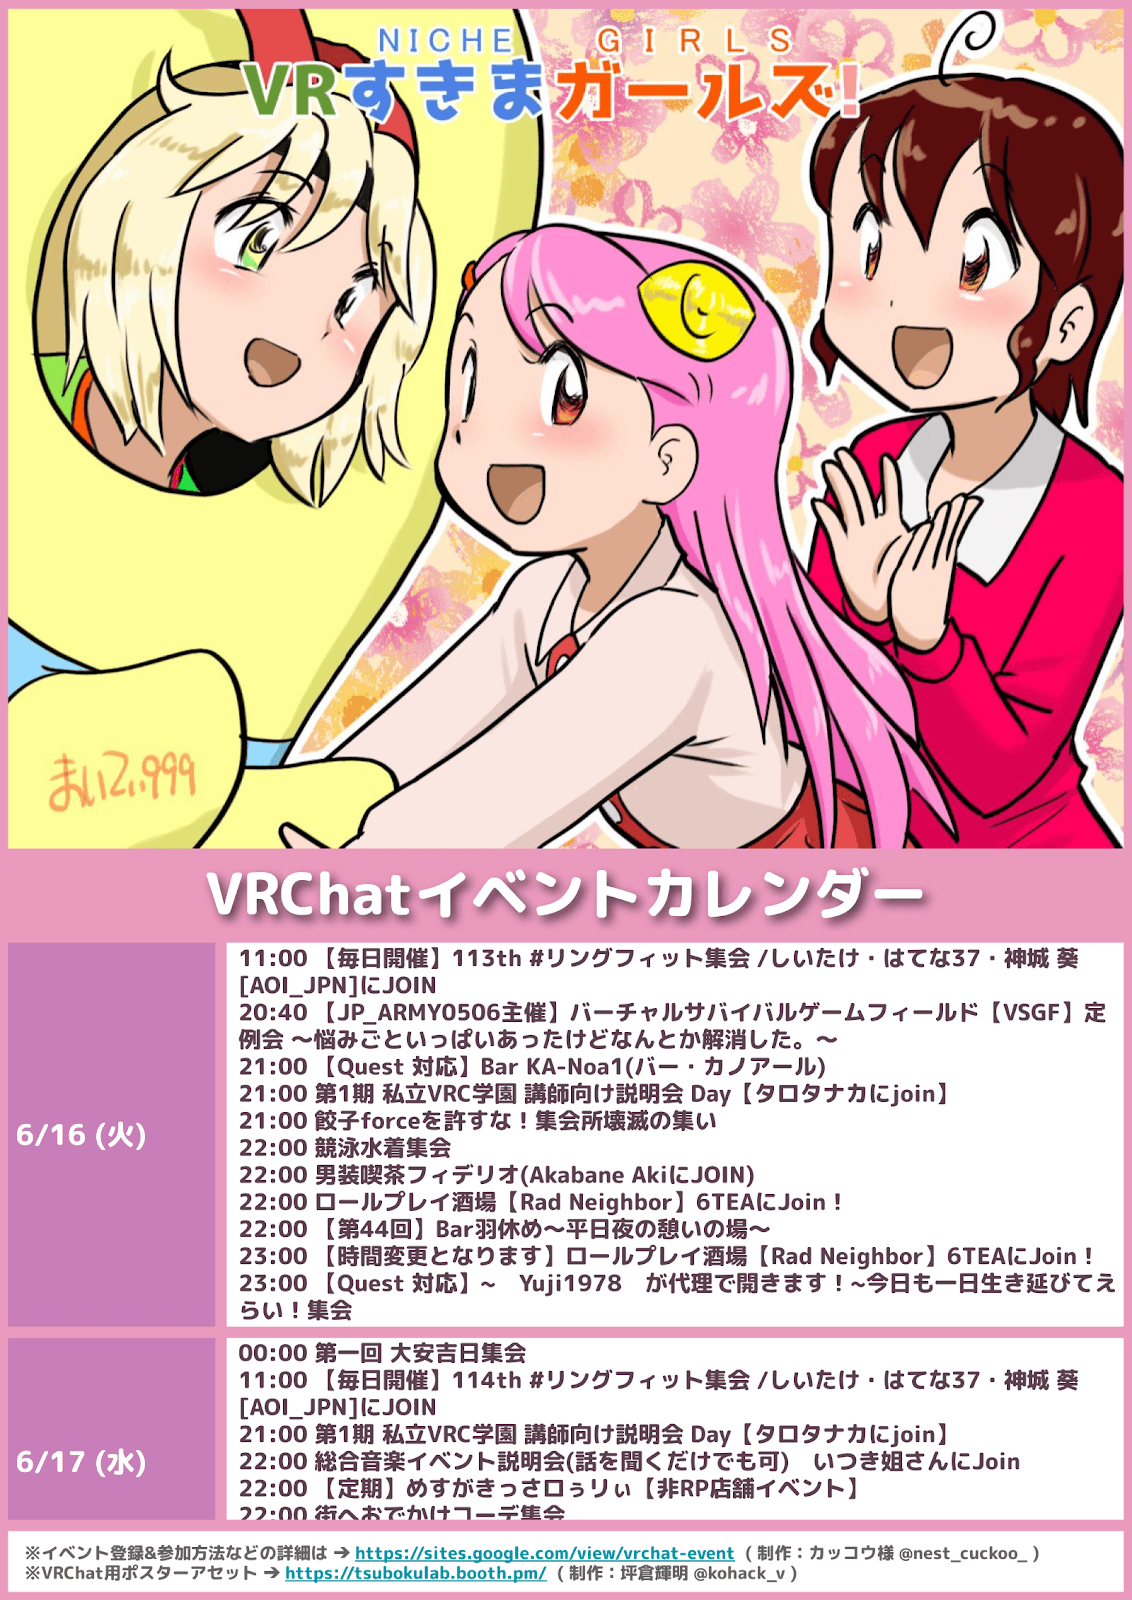 NICHE GIRLS
VRすきまガールズ!
まいてぃ999
VRChatイベントカレンダー
6/16 (火)
11:00 【毎日開催】113th #リングフィット集会 /しいたけ・はてな37・神城 葵
[AOI_JPN]にJOIN
20:40 【JP_ARMY0506主催】バーチャルサバイバルゲームフィールド【VSGF】定
例会 〜悩みごといっぱいあったけどなんとか解消した。〜
21:00 【Quest 対応】Bar KA-Noa1(バー・カノアール)
21:00 第1期 私立VRC学園 講師向け説明会 Day【タロタナカにjoin】
21:00 餃子forceを許すな！集会所壊滅の集い
22:00 競泳水着集会
22:00 男装喫茶フィデリオ(Akabane AkiにJOIN)
22:00 ロールプレイ酒場【Rad Neighbor】6TEAにJoin！
22:00 【第44回】Bar羽休め〜平日夜の憩いの場〜
23:00 【時間変更となります】ロールプレイ酒場【Rad Neighbor】6TEAにJoin！
23:00 【Quest 対応】~　Yuji1978　が代理で開きます！~今日も一日生き延びてえ
らい！集会
6/17 (水)
00:00 第一回 大安吉日集会
11:00 【毎日開催】114th #リングフィット集会 /しいたけ・はてな37・神城 葵
[AOI_JPN]にJOIN
21:00 第1期 私立VRC学園 講師向け説明会 Day【タロタナカにjoin】
22:00 総合音楽イベント説明会(話を聞くだけでも可)　いつき姐さんにJoin
22:00 【定期】めすがきっさロぅリぃ【非RP店舗イベント】
22:00 街へおでかけコーデ集会
※イベント登録&参加方法などの詳細は → https://sites.google.com/view/vrchat-event （ 制作：カッコウ様 @nest_cuckoo_ ）
※VRChat用ポスターアセット → https://tsubokulab.booth.pm/ （ 制作：坪倉輝明 @kohack_v ）